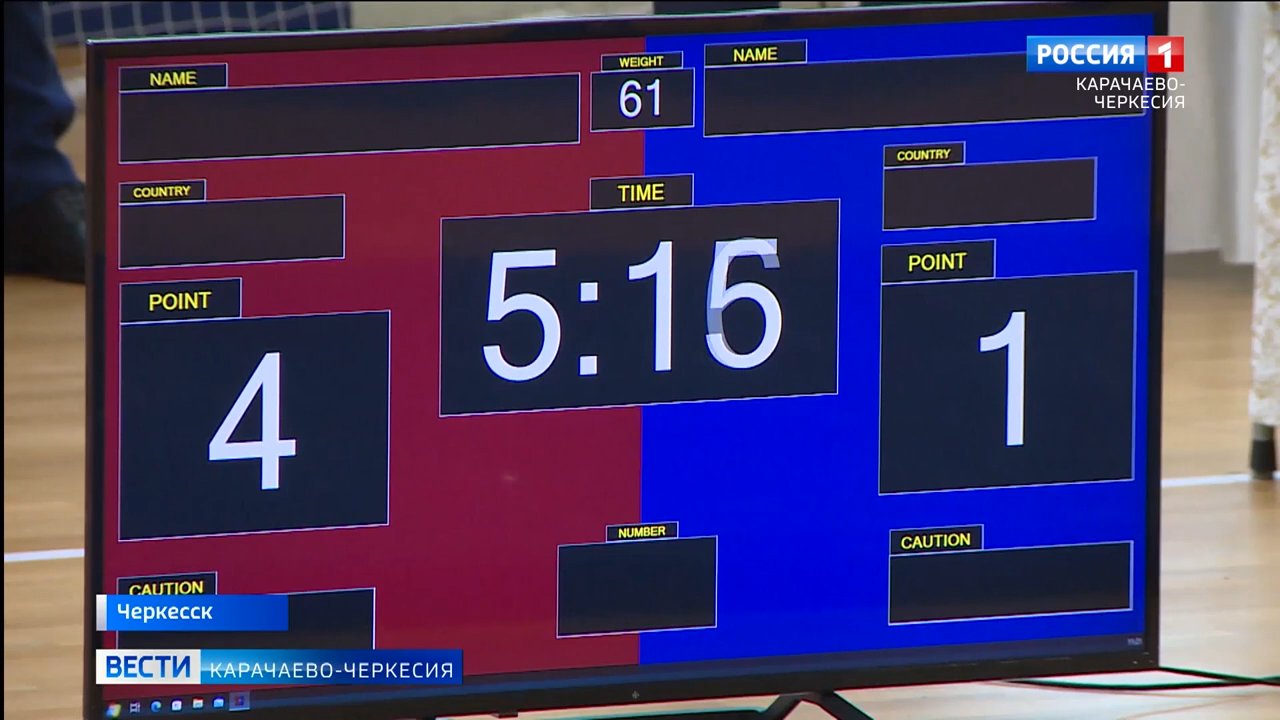 NAME
WEIGHT
61
NAME
РОССИЯ 1
КАРАЧАЕВО-
ЧЕРКЕСИЯ
COUNTRY
TIME
5:16
COUNTRY
POINT
4
POINT
1
NUMBER
CAUTION
CAUTION
Черкесск
ВЕСТИ КАРАЧАЕВО-ЧЕРКЕСИЯ